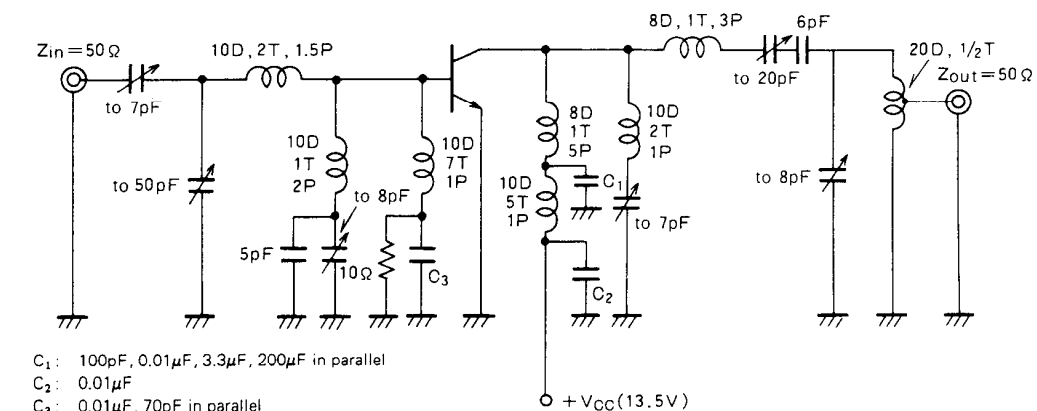 Zin=50Ω
to 7pF
10D, 2T, 1.5P
to 50pF
10D
1T
2P
to 8pF
5pF
10Ω
10D
7T
1P
C3
8D
1T
5P
10D
5T
1P
C1
C2
10D
2T
1P
to 7pF
8D, 1T, 3P
6pF
to 20pF
to 8pF
20D, 1/2T
Zout=50Ω
+VCC(13.5V)
C1: 100pF, 0.01μF, 3.3μF, 200μF in parallel
C2: 0.01μF
C3: 0.01μF, 70pF in parallel